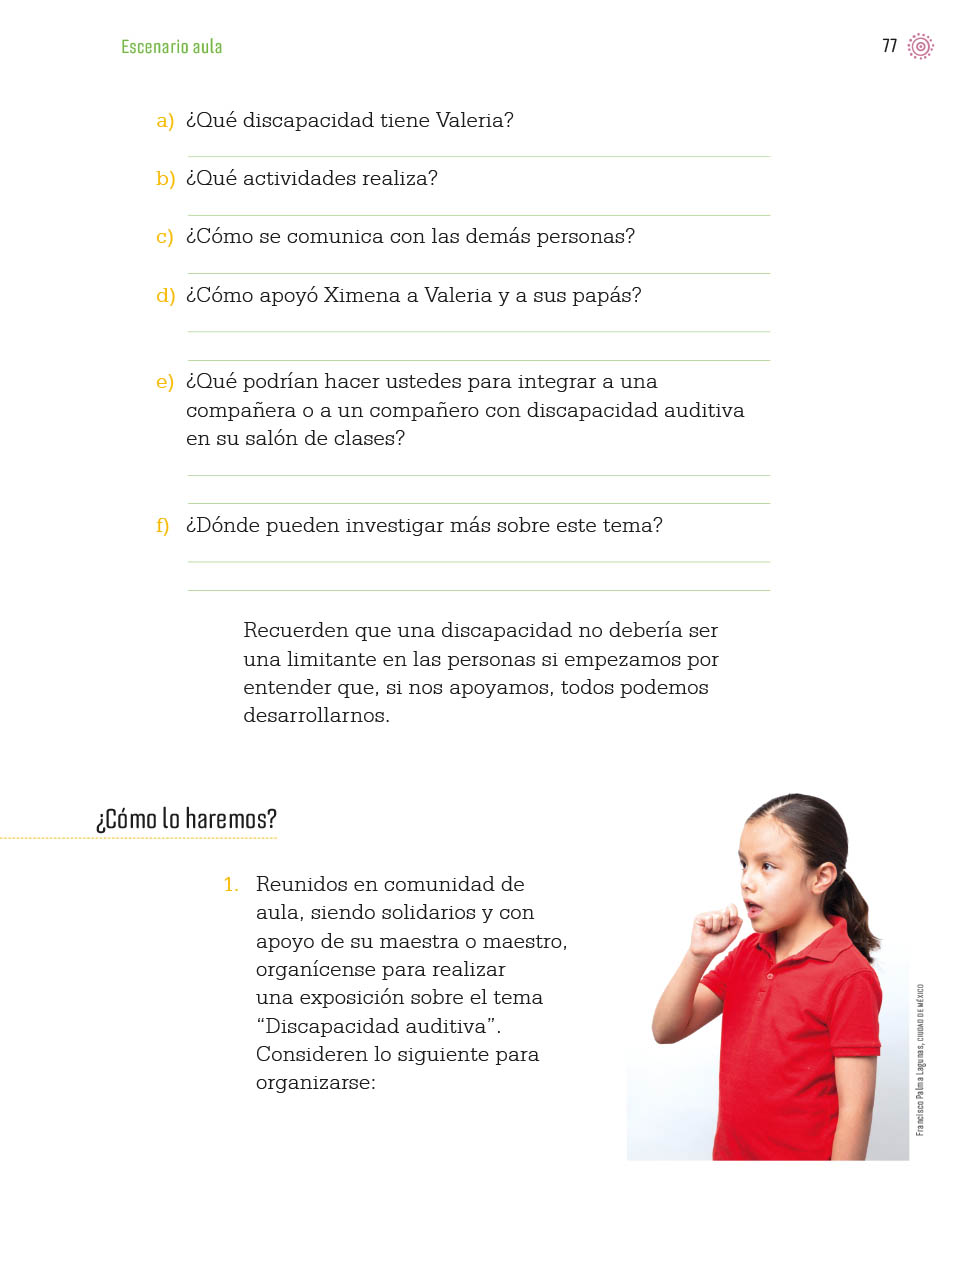 Escenario aula
77
a) ¿Qué discapacidad tiene Valeria?
b) ¿Qué actividades realiza?
c) ¿Cómo se comunica con las demás personas?
d) ¿Cómo apoyó Ximena a Valeria y a sus papás?
e) ¿Qué podrían hacer ustedes para integrar a una
compañera o a un compañero con discapacidad auditiva
en su salón de clases?
f) ¿Dónde pueden investigar más sobre este tema?
Recuerden que una discapacidad no debería ser
una limitante en las personas si empezamos por
entender que, si nos apoyamos, todos podemos
desarrollarnos.
¿Cómo lo haremos?
1. Reunidos en comunidad de
aula, siendo solidarios y con
apoyo de su maestra o maestro,
organícense para realizar
una exposición sobre el tema
“Discapacidad auditiva”.
Consideren lo siguiente para
organizarse:
Francisco Palma Lagunas, CIUDAD DE MÉXICO